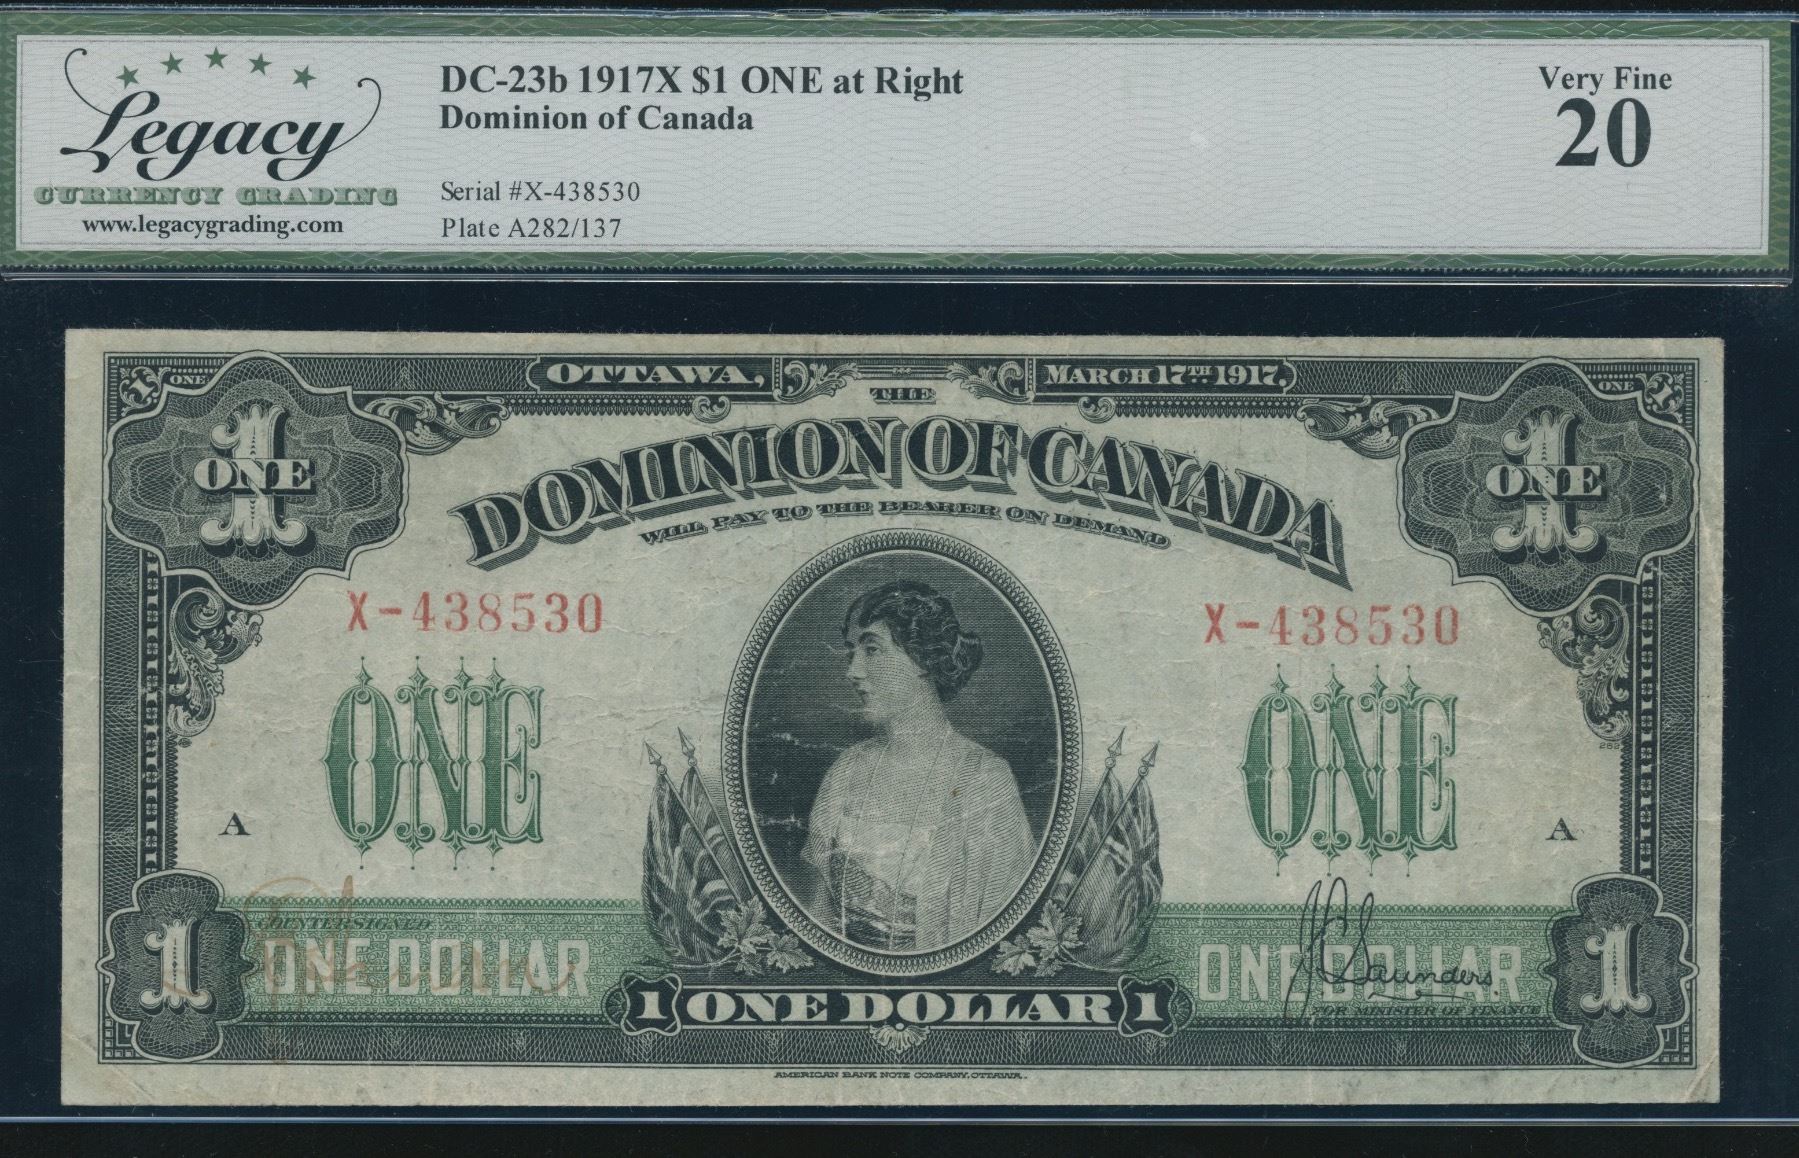 Legacy
CURRENCY GRADING
www.legacygrading.com
DC-23b 1917X $1 ONE at Right
Dominion of Canada
Serial #X-438530
Plate A282/137
Very Fine
20
OTTAWA, MARCH 17TH 1917.
1 ONE
ONE 1
1 ONE
1 ONE
THE
DOMINION OF CANADA
WILL PAY TO THE BEARER ON DEMAND
X-438530 X-438530
ONE ONE
A A
COUNTERSIGNED
ONE DOLLAR ONE DOLLAR
J C Saunders
FOR MINISTER OF FINANCE
1 1
1 ONE DOLLAR 1
AMERICAN BANK NOTE COMPANY, OTTAWA.